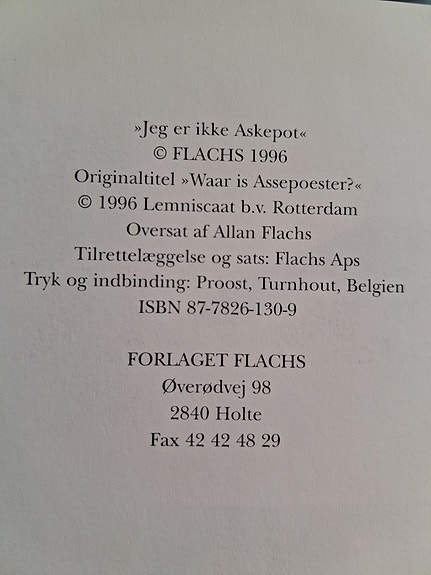 »Jeg er ikke Askepot«
© FLACHS 1996
Originaltitel »Waar is Assepoester?«
© 1996 Lemniscaat b.v. Rotterdam
Oversat af Allan Flachs
Tilrettelæggelse og sats: Flachs Aps
Tryk og indbinding: Proost, Turnhout, Belgien
ISBN 87-7826-130-9
FORLAGET FLACHS
Øverødvej 98
2840 Holte
Fax 42 42 48 29